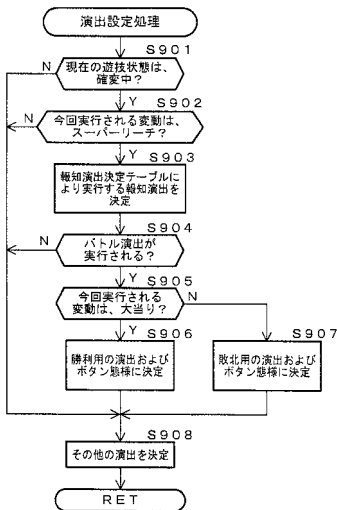 演出設定処理
S901
現在の遊技状態は、
確変中?
N
Y
S902
今回実行される変動は、
スーパーリーチ?
N
Y
S903
報知演出決定テーブルに
より実行する報知演出を
決定
S904
バトル演出が
実行される?
N
Y
S905
今回実行される
変動は、大当り?
N
Y
S906
勝利用の演出および
ボタン態様に決定
S907
敗北用の演出および
ボタン態様に決定
S908
その他の演出を決定
RET